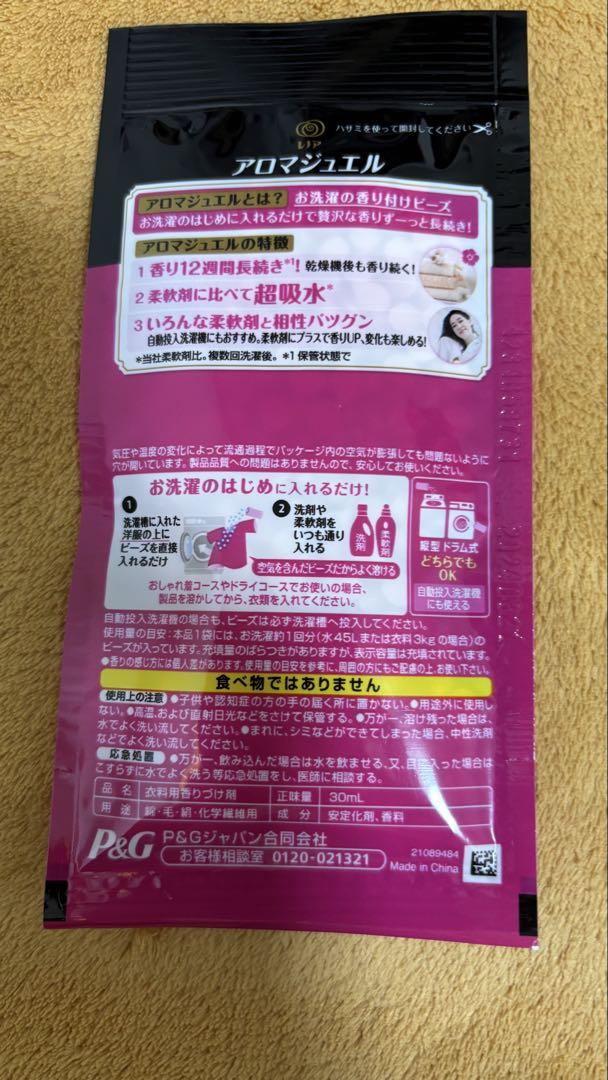 ハサミを使って開封してください
レノア
アロマジュエル
アロマジュエルとは? お洗濯の香り付けビーズ
お洗濯のはじめに入れるだけで贅沢な香りずーっと長続き!
アロマジュエルの特徴
1 香り12週間長続き*1! 乾燥機後も香り続く!
2 柔軟剤に比べて超吸水*
3 いろんな柔軟剤と相性バツグン
自動投入洗濯機にもおすすめ。柔軟剤にプラスで香りUP、変化も楽しめる!
*当社柔軟剤比。複数回洗濯後。 *1 保管状態で
気圧や温度の変化によって流通過程でパッケージ内の空気が膨張しても問題ないように
穴が開いています。製品品質への問題はありませんので、安心してお使いください。
お洗濯のはじめに入れるだけ!
1
洗濯槽に入れた
洋服の上に
ビーズを直接
入れるだけ
2 洗剤や
柔軟剤を
いつも通り
入れる
洗剤
柔軟剤
空気を含んだビーズだからよく溶ける
おしゃれ着コースやドライコースでお使いの場合、
製品を溶かしてから、衣類を入れてください。
縦型 ドラム式
どちらでも
OK
自動投入洗濯機
にも使える
自動投入洗濯機の場合も、ビーズは必ず洗濯槽へ投入してください。
使用量の目安:本品1袋には、お洗濯約1回分(水45Lまたは衣料3kgの場合)の
ビーズが入っています。充填量のばらつきがありますが、表示容量は充填されています。
●香りの感じ方には個人差があります。使用量の目安を参考に、周囲の方にもご配慮の上、お使い下さい。
食べ物ではありません
使用上の注意 ●子供や認知症の方の手の届く所に置かない。●用途外に使用し
ない。●高温、および直射日光などをさけて保管する。●万が一、溶け残った場合は、
水でよく洗い流してください。●まれに、シミなどができてしまった場合、中性洗剤
などでよく洗い流してください。
応急処置 ●万が一、飲み込んだ場合は水を飲ませる、又、目に入った場合は
こすらずに水でよく洗う等応急処置をし、医師に相談する。
品 名 衣料用香りづけ剤 正味量 30mL
用 途 綿・毛・絹・化学繊維用 成 分 安定化剤、香料
P&G P&Gジャパン合同会社
お客様相談室 0120-021321
21089484
Made in China